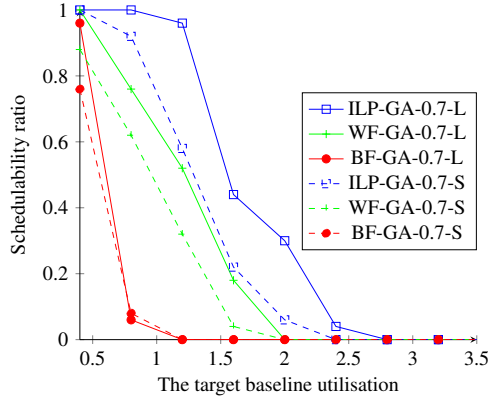 1
0.8
0.6
0.4
0.2
0
0.5
1
1.5
2
2.5
3
3.5
Schedulability ratio
The target baseline utilisation
ILP-GA-0.7-L
WF-GA-0.7-L
BF-GA-0.7-L
ILP-GA-0.7-S
WF-GA-0.7-S
BF-GA-0.7-S